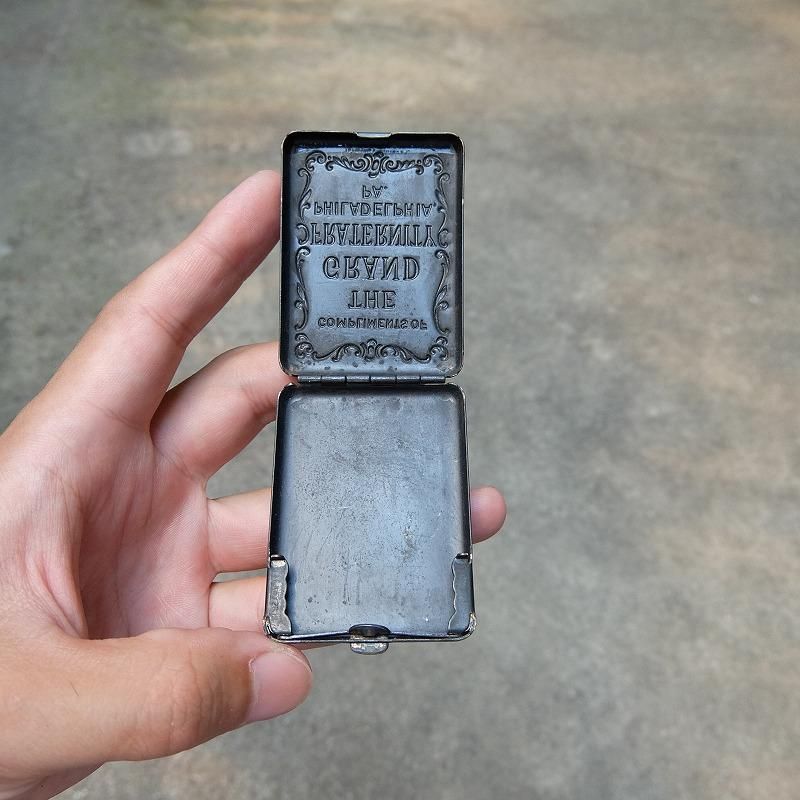 COMPLIMENTS OF
THE
GRAND
FRATERNITY
PHILADELPHIA,
PA.